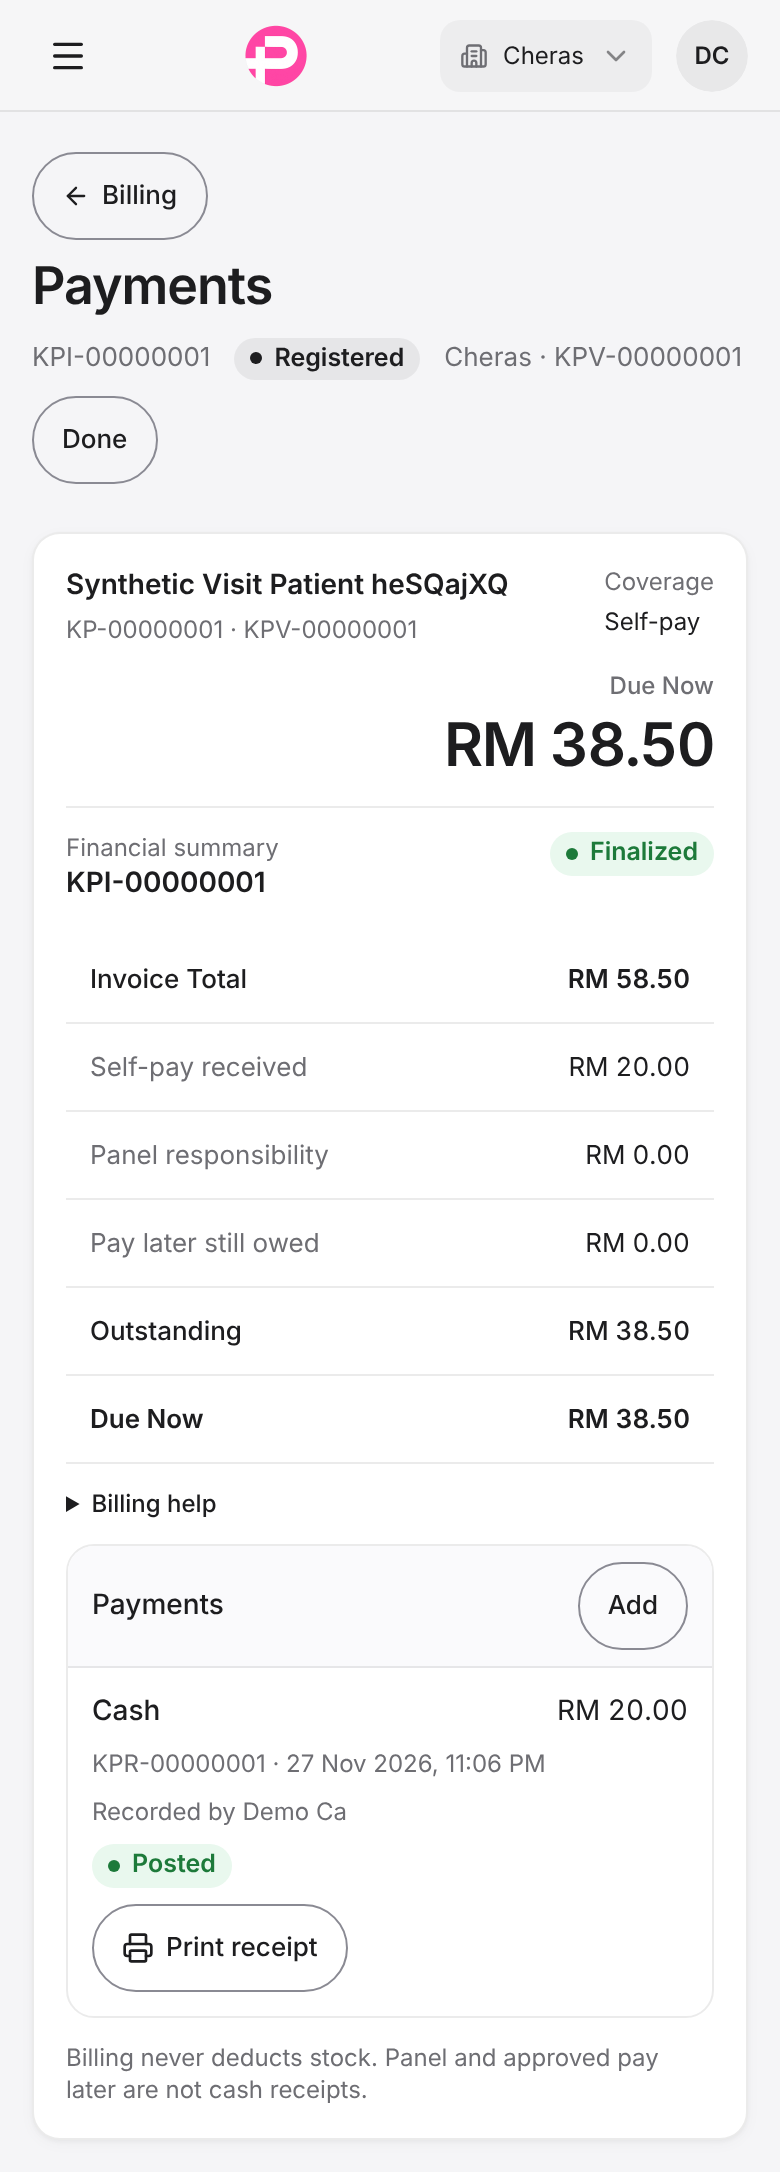 Cheras
DC
Billing
Payments
KPI-00000001 Registered Cheras · KPV-00000001
Done
Synthetic Visit Patient heSQajXQ
KP-00000001 · KPV-00000001
Coverage
Self-pay
Due Now
RM 38.50
Financial summary
KPI-00000001
Finalized
Invoice Total RM 58.50
Self-pay received RM 20.00
Panel responsibility RM 0.00
Pay later still owed RM 0.00
Outstanding RM 38.50
Due Now RM 38.50
Billing help
Payments Add
Cash RM 20.00
KPR-00000001 · 27 Nov 2026, 11:06 PM
Recorded by Demo Ca
Posted
Print receipt
Billing never deducts stock. Panel and approved pay
later are not cash receipts.